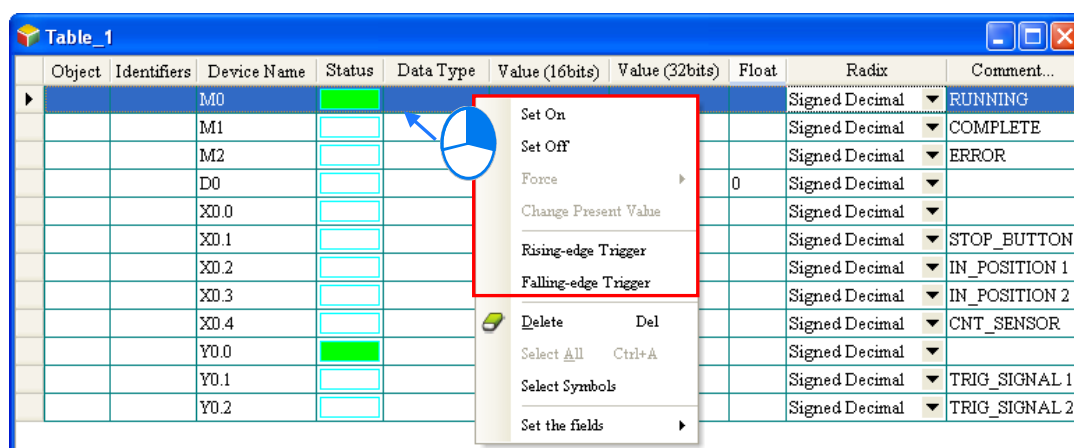 Table_1
Object Identifiers Device Name Status Data Type Value (16bits) Value (32bits) Float Radix Comment...
M0 Signed Decimal RUNNING
M1 Signed Decimal COMPLETE
M2 Signed Decimal ERROR
D0 0 Signed Decimal
X0.0 Signed Decimal
X0.1 Signed Decimal STOP_BUTTON
X0.2 Signed Decimal IN_POSITION 1
X0.3 Signed Decimal IN_POSITION 2
X0.4 Signed Decimal CNT_SENSOR
Y0.0 Signed Decimal
Y0.1 Signed Decimal TRIG_SIGNAL 1
Y0.2 Signed Decimal TRIG_SIGNAL 2
Set On
Set Off
Force
Change Present Value
Rising-edge Trigger
Falling-edge Trigger
Delete Del
Select All Ctrl+A
Select Symbols
Set the fields